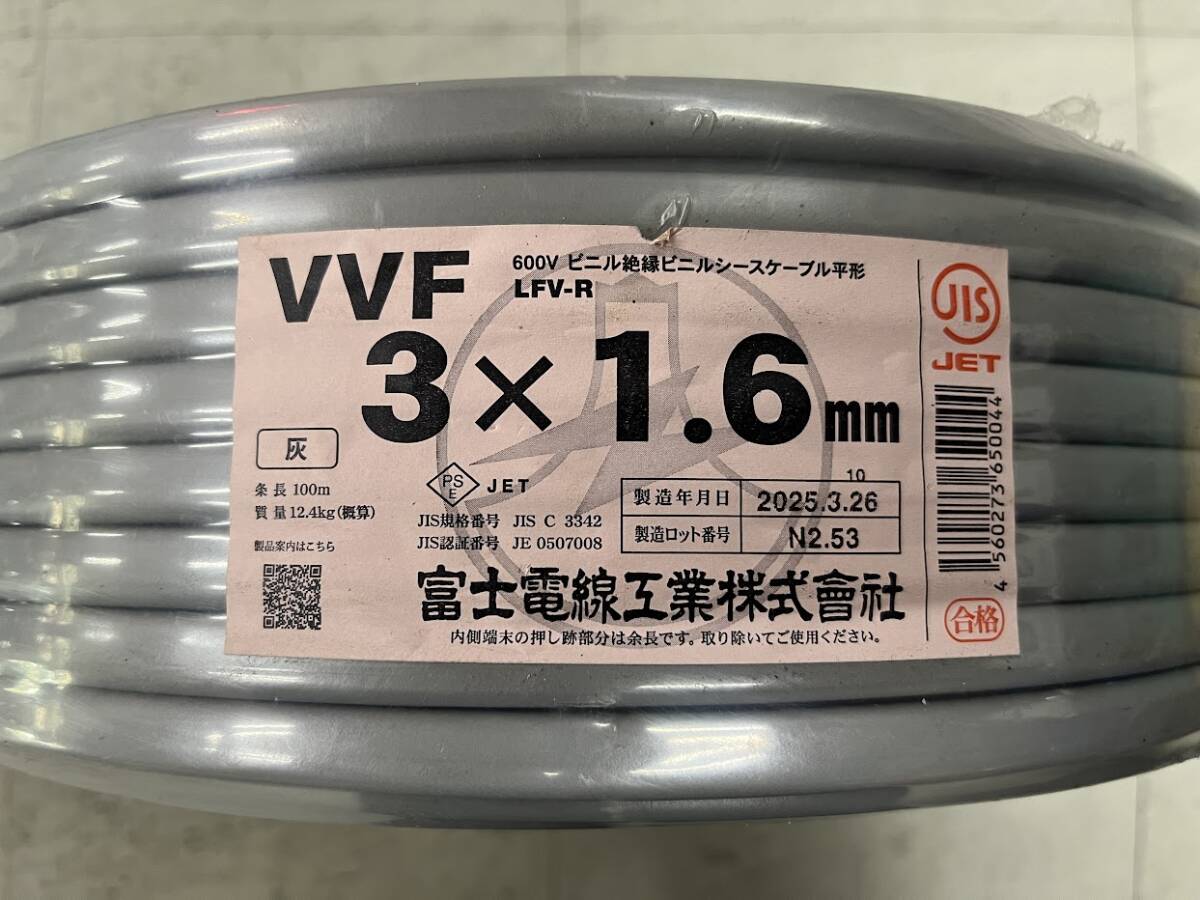 VVF
600V ビニル絶縁ビニルシースケーブル平形
LFV-R
3×1.6mm
灰
条長 100m
質量 12.4kg(概算)
製品案内はこちら
PS
E
JET
JIS規格番号 JIS C 3342
JIS認証番号 JE 0507008
10
製造年月日 2025.3.26
製造ロット番号 N2.53
富士電線工業株式會社
内側端末の押し跡部分は余長です。取り除いてご使用ください。
JIS
JET
4 560273 650044
合格